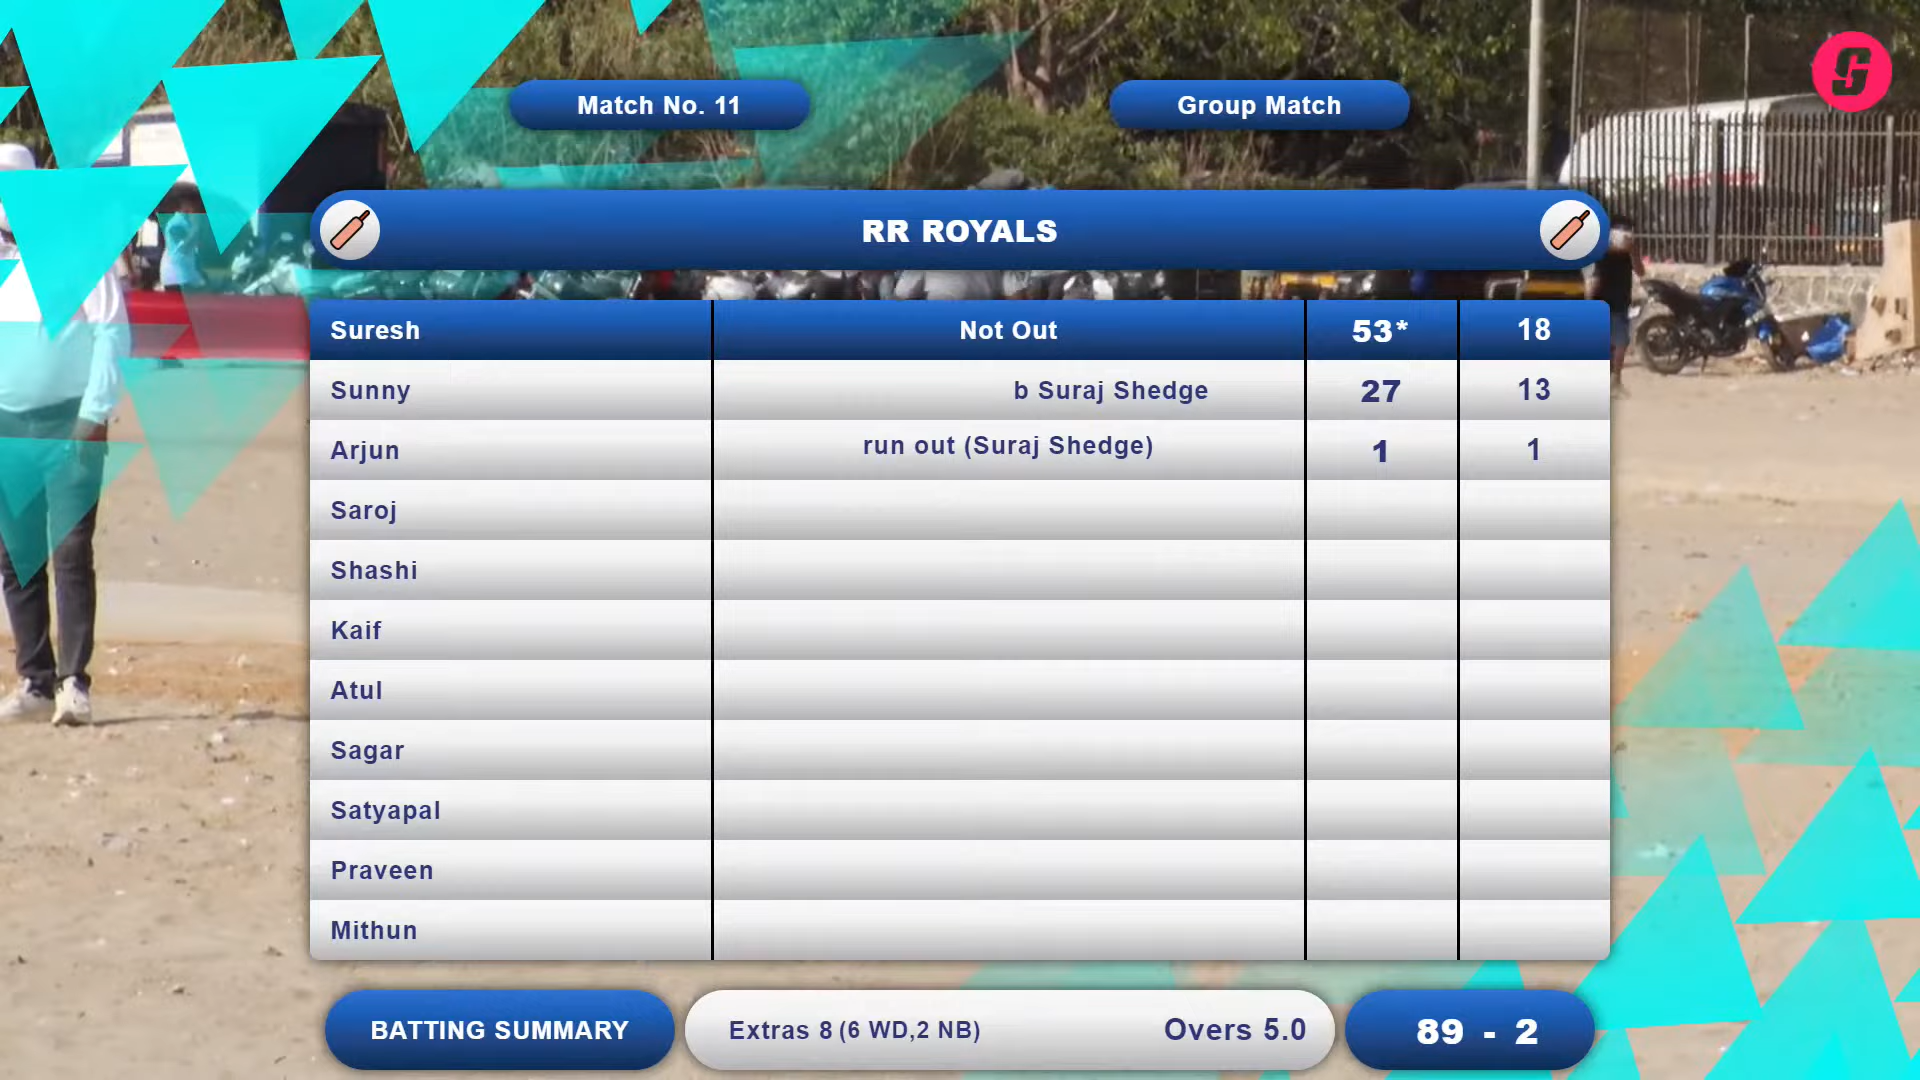 Match No. 11
Group Match
RR ROYALS
Suresh Not Out 53* 18
Sunny b Suraj Shedge 27 13
Arjun run out (Suraj Shedge) 1 1
Saroj
Shashi
Kaif
Atul
Sagar
Satyapal
Praveen
Mithun
BATTING SUMMARY Extras 8 (6 WD,2 NB) Overs 5.0 89 - 2